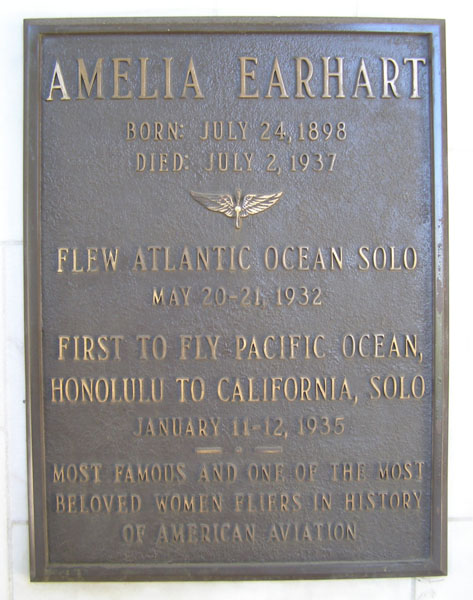 AMELIA EARHART
BORN: JULY 24, 1898
DIED: JULY 2, 1937
FLEW ATLANTIC OCEAN SOLO
MAY 20-21, 1932
FIRST TO FLY PACIFIC OCEAN,
HONOLULU TO CALIFORNIA, SOLO
JANUARY 11-12, 1935
MOST FAMOUS AND ONE OF THE MOST
BELOVED WOMEN FLIERS IN HISTORY
OF AMERICAN AVIATION